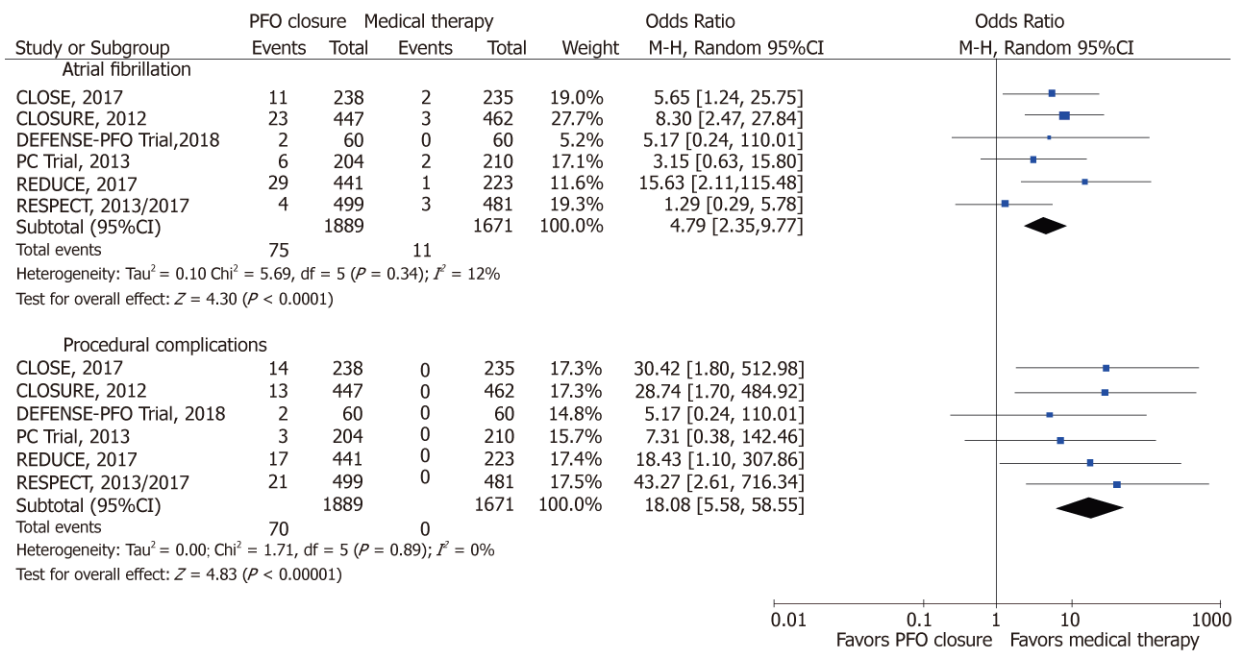 PFO closure Medical therapy Odds Ratio Odds Ratio
Study or Subgroup Events Total Events Total Weight M-H, Random 95%CI M-H, Random 95%CI
Atrial fibrillation
CLOSE, 2017 11 238 2 235 19.0% 5.65 [1.24, 25.75]
CLOSURE, 2012 23 447 3 462 27.7% 8.30 [2.47, 27.84]
DEFENSE-PFO Trial,2018 2 60 0 60 5.2% 5.17 [0.24, 110.01]
PC Trial, 2013 6 204 2 210 17.1% 3.15 [0.63, 15.80]
REDUCE, 2017 29 441 1 223 11.6% 15.63 [2.11,115.48]
RESPECT, 2013/2017 4 499 3 481 19.3% 1.29 [0.29, 5.78]
Subtotal (95%CI) 1889 1671 100.0% 4.79 [2.35,9.77]
Total events 75 11
Heterogeneity: Tau² = 0.10 Chi² = 5.69, df = 5 (P = 0.34); I² = 12%
Test for overall effect: Z = 4.30 (P < 0.0001)
Procedural complications
CLOSE, 2017 14 238 0 235 17.3% 30.42 [1.80, 512.98]
CLOSURE, 2012 13 447 0 462 17.3% 28.74 [1.70, 484.92]
DEFENSE-PFO Trial, 2018 2 60 0 60 14.8% 5.17 [0.24, 110.01]
PC Trial, 2013 3 204 0 210 15.7% 7.31 [0.38, 142.46]
REDUCE, 2017 17 441 0 223 17.4% 18.43 [1.10, 307.86]
RESPECT, 2013/2017 21 499 0 481 17.5% 43.27 [2.61, 716.34]
Subtotal (95%CI) 1889 1671 100.0% 18.08 [5.58, 58.55]
Total events 70 0
Heterogeneity: Tau² = 0.00; Chi² = 1.71, df = 5 (P = 0.89); I² = 0%
Test for overall effect: Z = 4.83 (P < 0.00001)
0.01 0.1 1 10 1000
Favors PFO closure Favors medical therapy